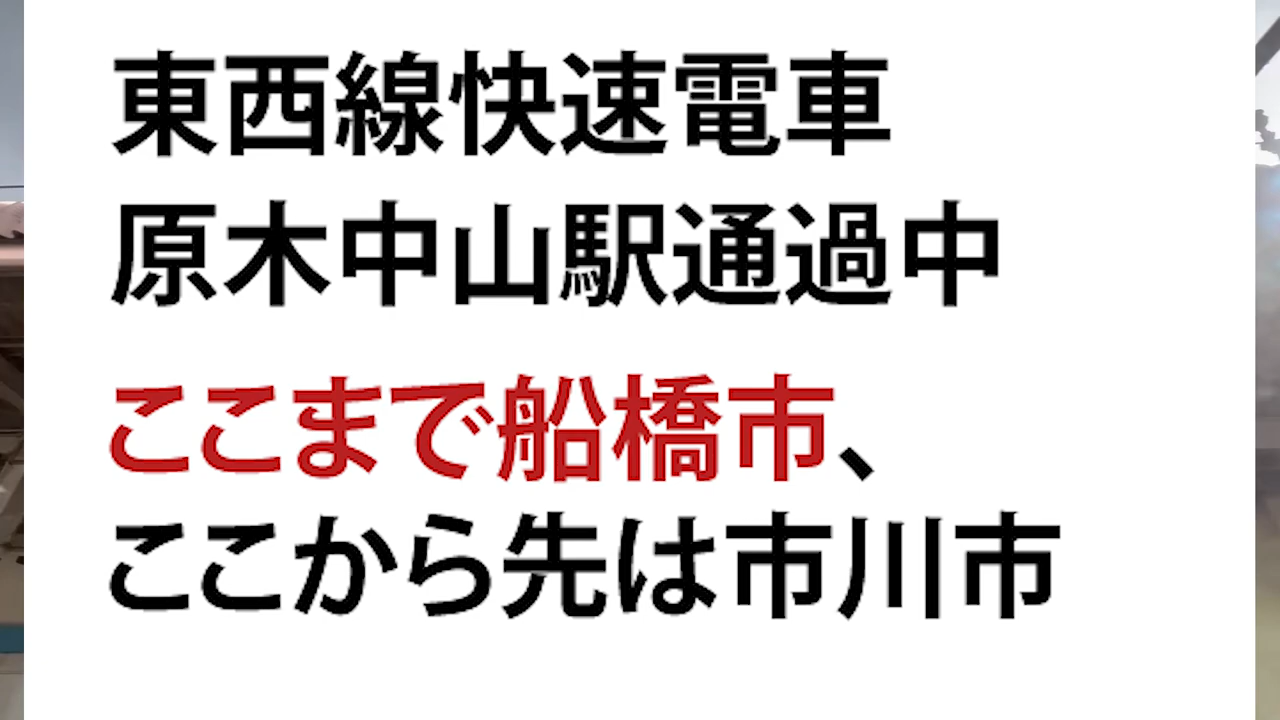 東西線快速電車
原木中山駅通過中
ここまで船橋市、
ここから先は市川市